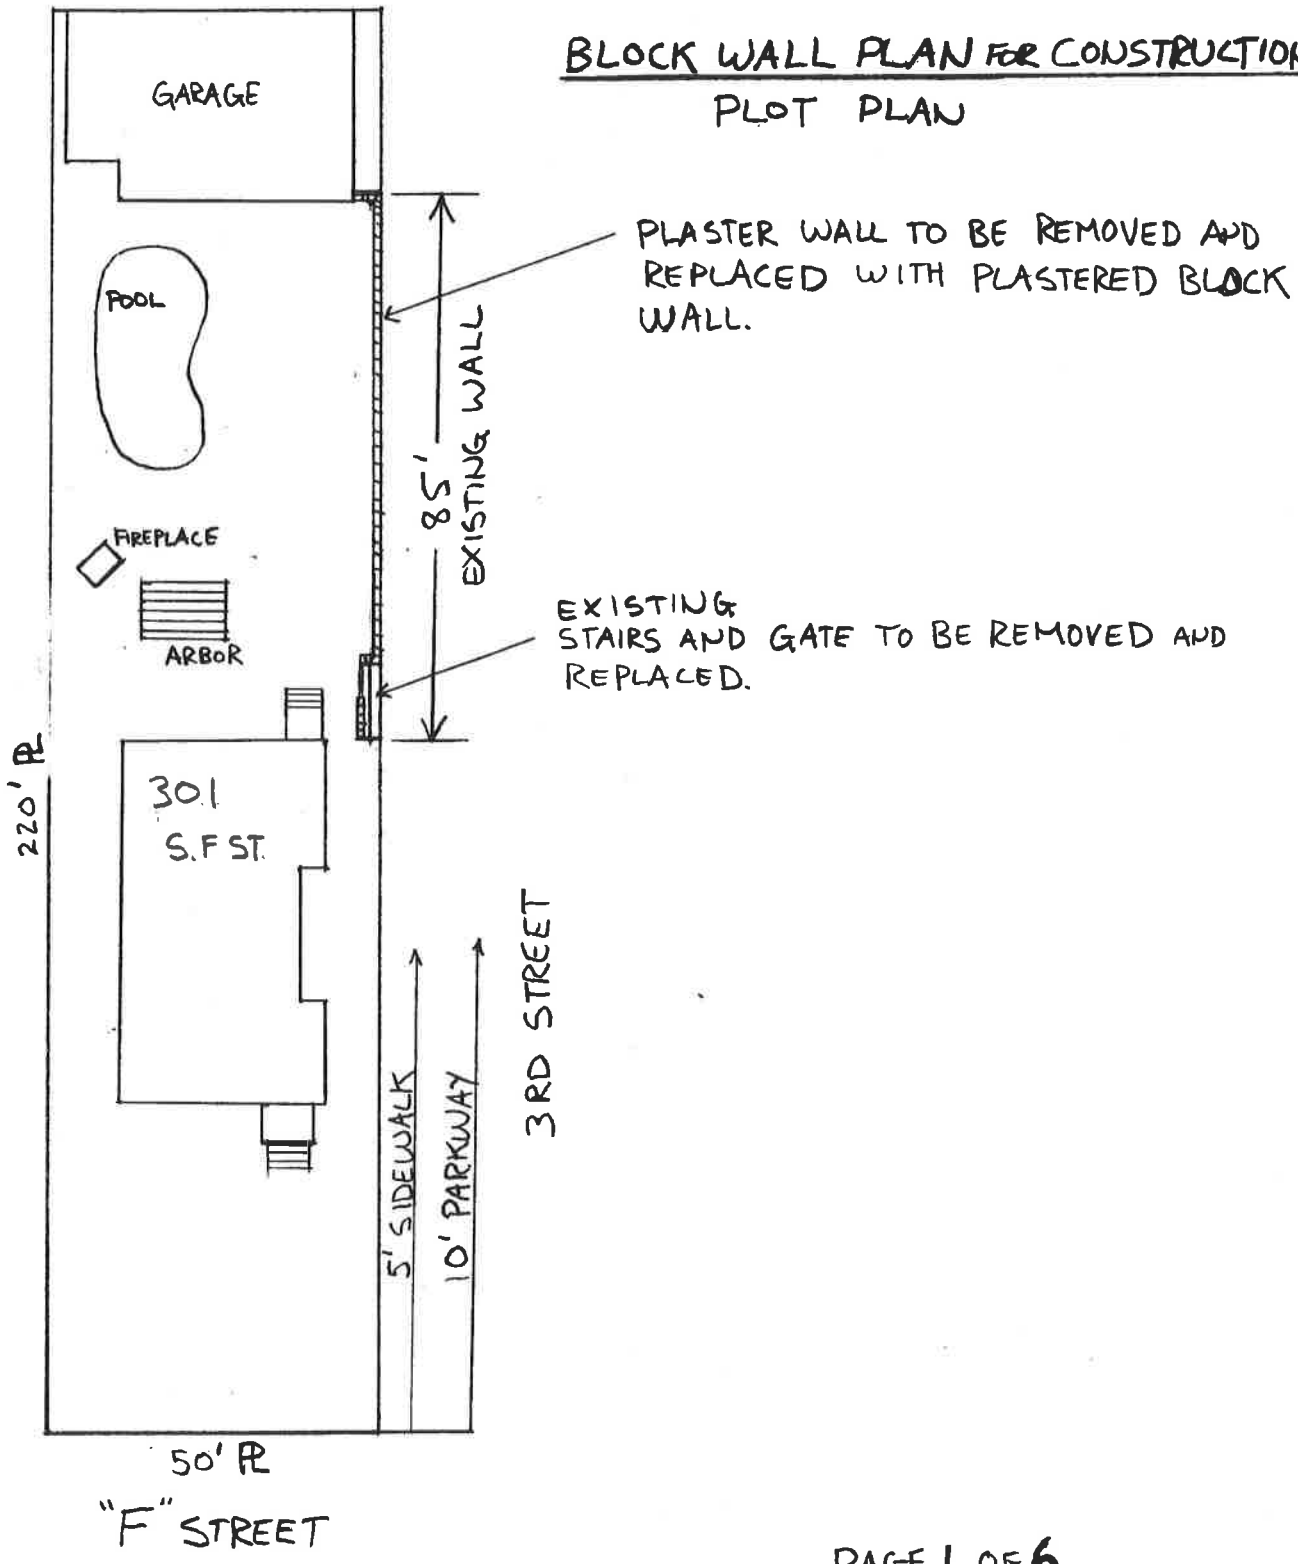 BLOCK WALL PLAN FOR CONSTRUCTION
PLOT PLAN
GARAGE
PLASTER WALL TO BE REMOVED AND
REPLACED WITH PLASTERED BLOCK
WALL.
POOL
85'
EXISTING WALL
FIREPLACE
ARBOR
EXISTING
STAIRS AND GATE TO BE REMOVED AND
REPLACED.
220' PL
301
S. F ST.
5' SIDEWALK
10' PARKWAY
3RD STREET
50' PL
"F" STREET
PAGE 1 OF 6